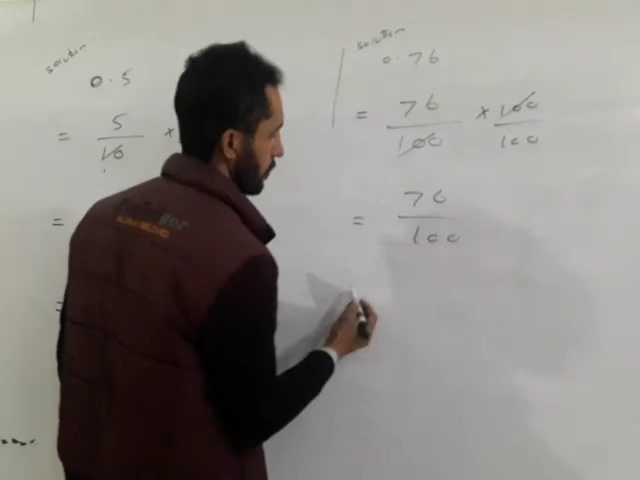 solution
0.5
= 5/10 ×
=
=
solution
0.76
= 76/100 × 100/100
= 76/100